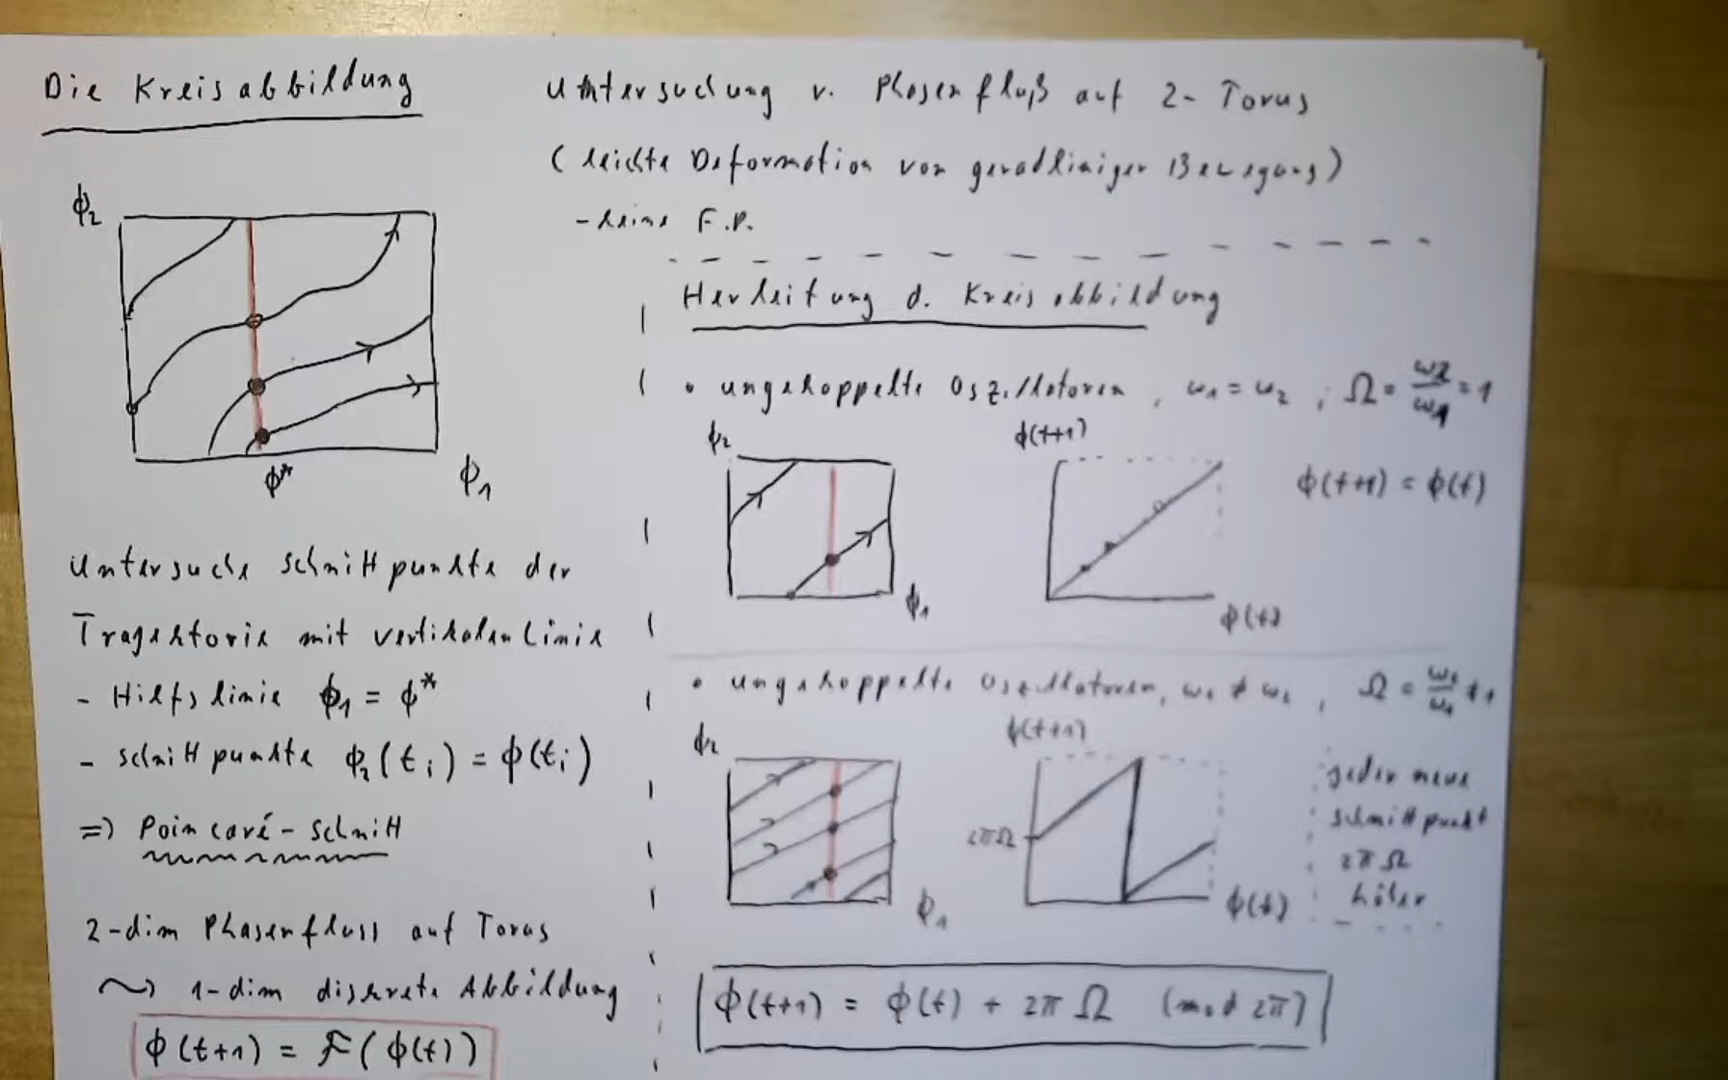 Die Kreisabbildung
Untersuchung v. Phasenfluß auf 2-Torus
(leichte Deformation von geradliniger Bewegung)
- keine F.P.
ϕ₂
ϕ*
ϕ₁
Untersuche Schnittpunkte der
Trajektorie mit vertikalen Linie
- Hilfslinie ϕ₁ = ϕ*
- Schnittpunkte ϕ₂(tᵢ) = ϕ(tᵢ)
=> Poincaré-Schnitt
2-dim Phasenfluss auf Torus
⤳ 1-dim diskrete Abbildung
ϕ(t+1) = F(ϕ(t))
Herleitung d. Kreisabbildung
• ungekoppelte Oszillatoren, ω₁ = ω₂ ; Ω = ω₂/ω₁ = 1
ϕ₂
ϕ₁
ϕ(t+1)
ϕ(t)
ϕ(t+1) = ϕ(t)
• ungekoppelte Oszillatoren, ω₁ ≠ ω₂ , Ω = ω₂/ω₁ ≠ 1
ϕ₂
ϕ₁
ϕ(t+1)
2πΩ
ϕ(t)
jeder neue
Schnittpunkt
2πΩ
höher
ϕ(t+1) = ϕ(t) + 2πΩ (mod 2π)